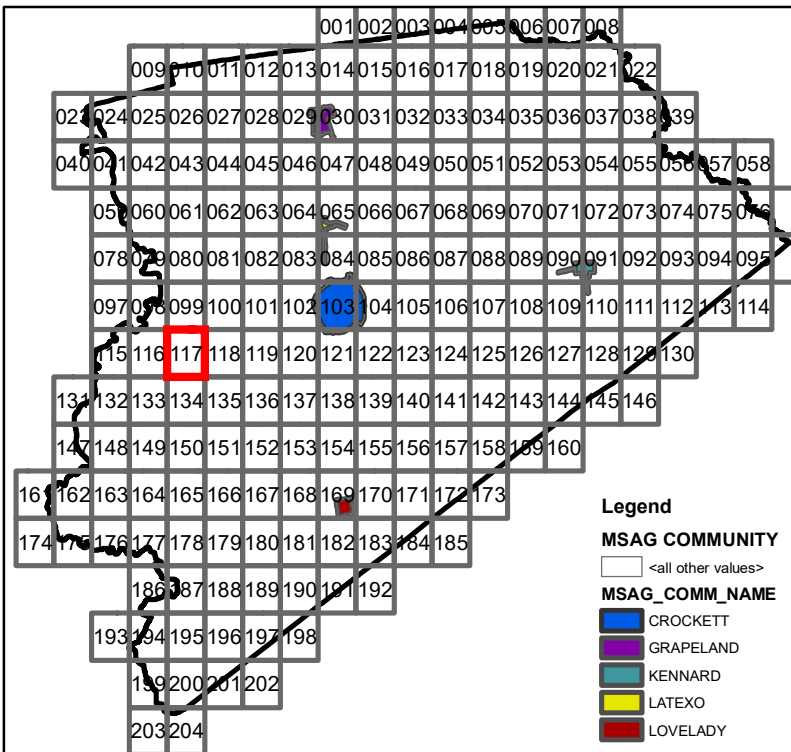 001 002 003 004 005 006 007 008
009 010 011 012 013 014 015 016 017 018 019 020 021 022
023 024 025 026 027 028 029 030 031 032 033 034 035 036 037 038 039
040 041 042 043 044 045 046 047 048 049 050 051 052 053 054 055 056 057 058
059 060 061 062 063 064 065 066 067 068 069 070 071 072 073 074 075 076
078 079 080 081 082 083 084 085 086 087 088 089 090 091 092 093 094 095
097 098 099 100 101 102 103 104 105 106 107 108 109 110 111 112 113 114
115 116 117 118 119 120 121 122 123 124 125 126 127 128 129 130
131 132 133 134 135 136 137 138 139 140 141 142 143 144 145 146
147 148 149 150 151 152 153 154 155 156 157 158 159 160
161 162 163 164 165 166 167 168 169 170 171 172 173
174 175 176 177 178 179 180 181 182 183 184 185
186 187 188 189 190 191 192
193 194 195 196 197 198
199 200 201 202
203 204
Legend
MSAG COMMUNITY
<all other values>
MSAG_COMM_NAME
CROCKETT
GRAPELAND
KENNARD
LATEXO
LOVELADY